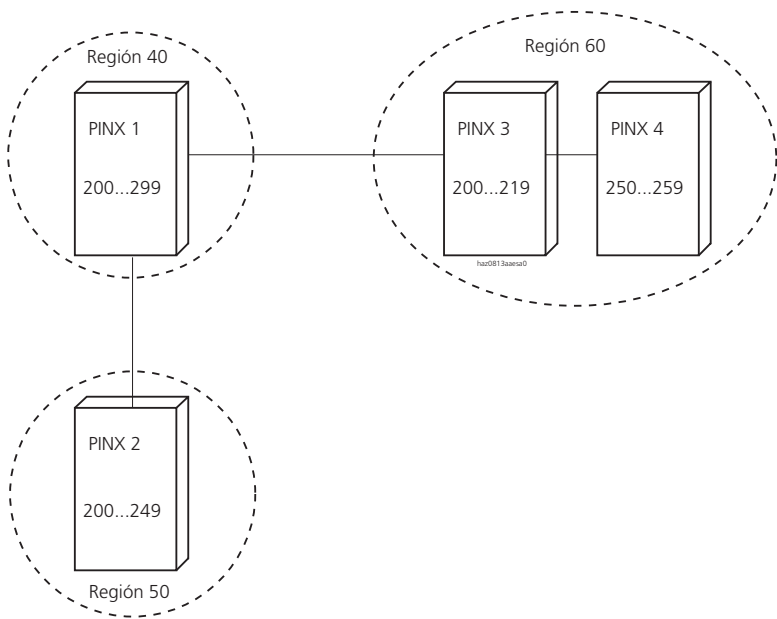 Región 40
PINX 1
200...299
Región 60
PINX 3
200...219
PINX 4
250...259
haz0813aaesa0
PINX 2
200...249
Región 50